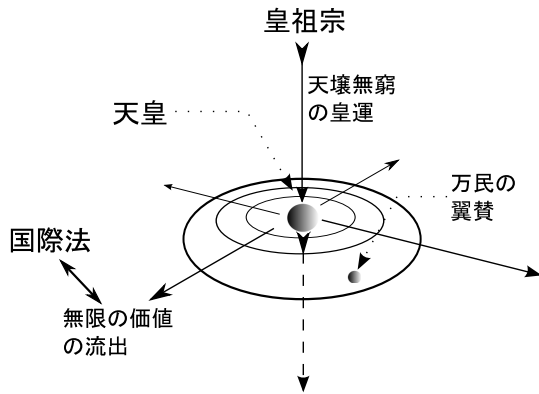 皇祖宗
天壌無窮
の皇運
天皇
万民の
翼賛
国際法
無限の価値
の流出